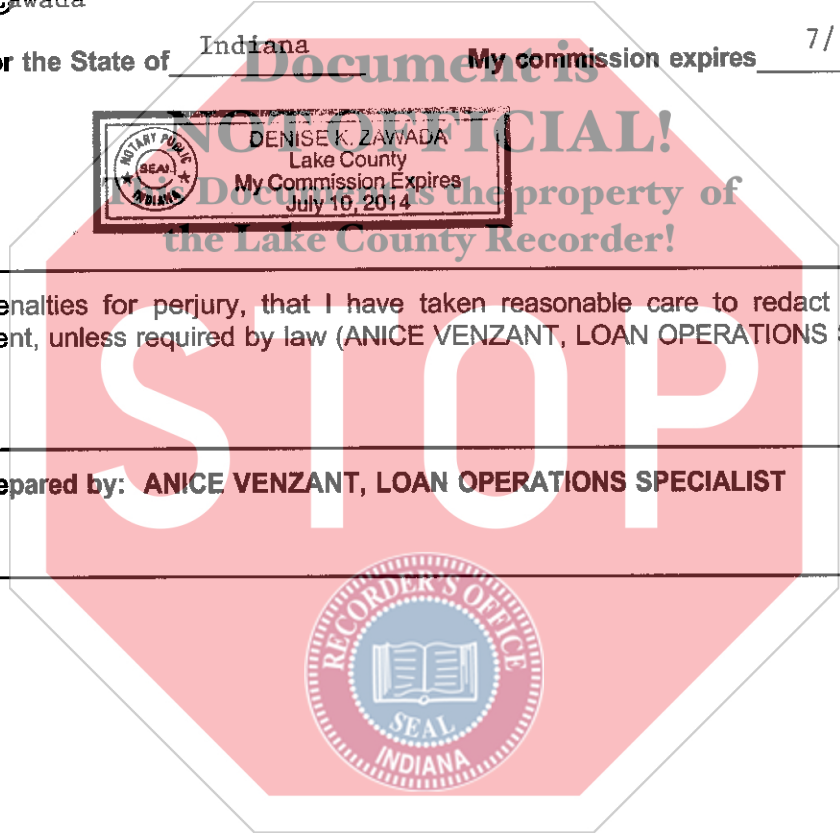 Zawada
or the State of Indiana My commission expires 7/
Document is
NOT OFFICIAL!
This Document is the property of
the Lake County Recorder!
NOTARY PUBLIC
SEAL
INDIANA
DENISE K. ZAWADA
Lake County
My Commission Expires
July 10, 2014
enalties for perjury, that I have taken reasonable care to redact
ent, unless required by law (ANICE VENZANT, LOAN OPERATIONS S
STOP
epared by: ANICE VENZANT, LOAN OPERATIONS SPECIALIST
RECORDER'S OFFICE
SEAL
INDIANA